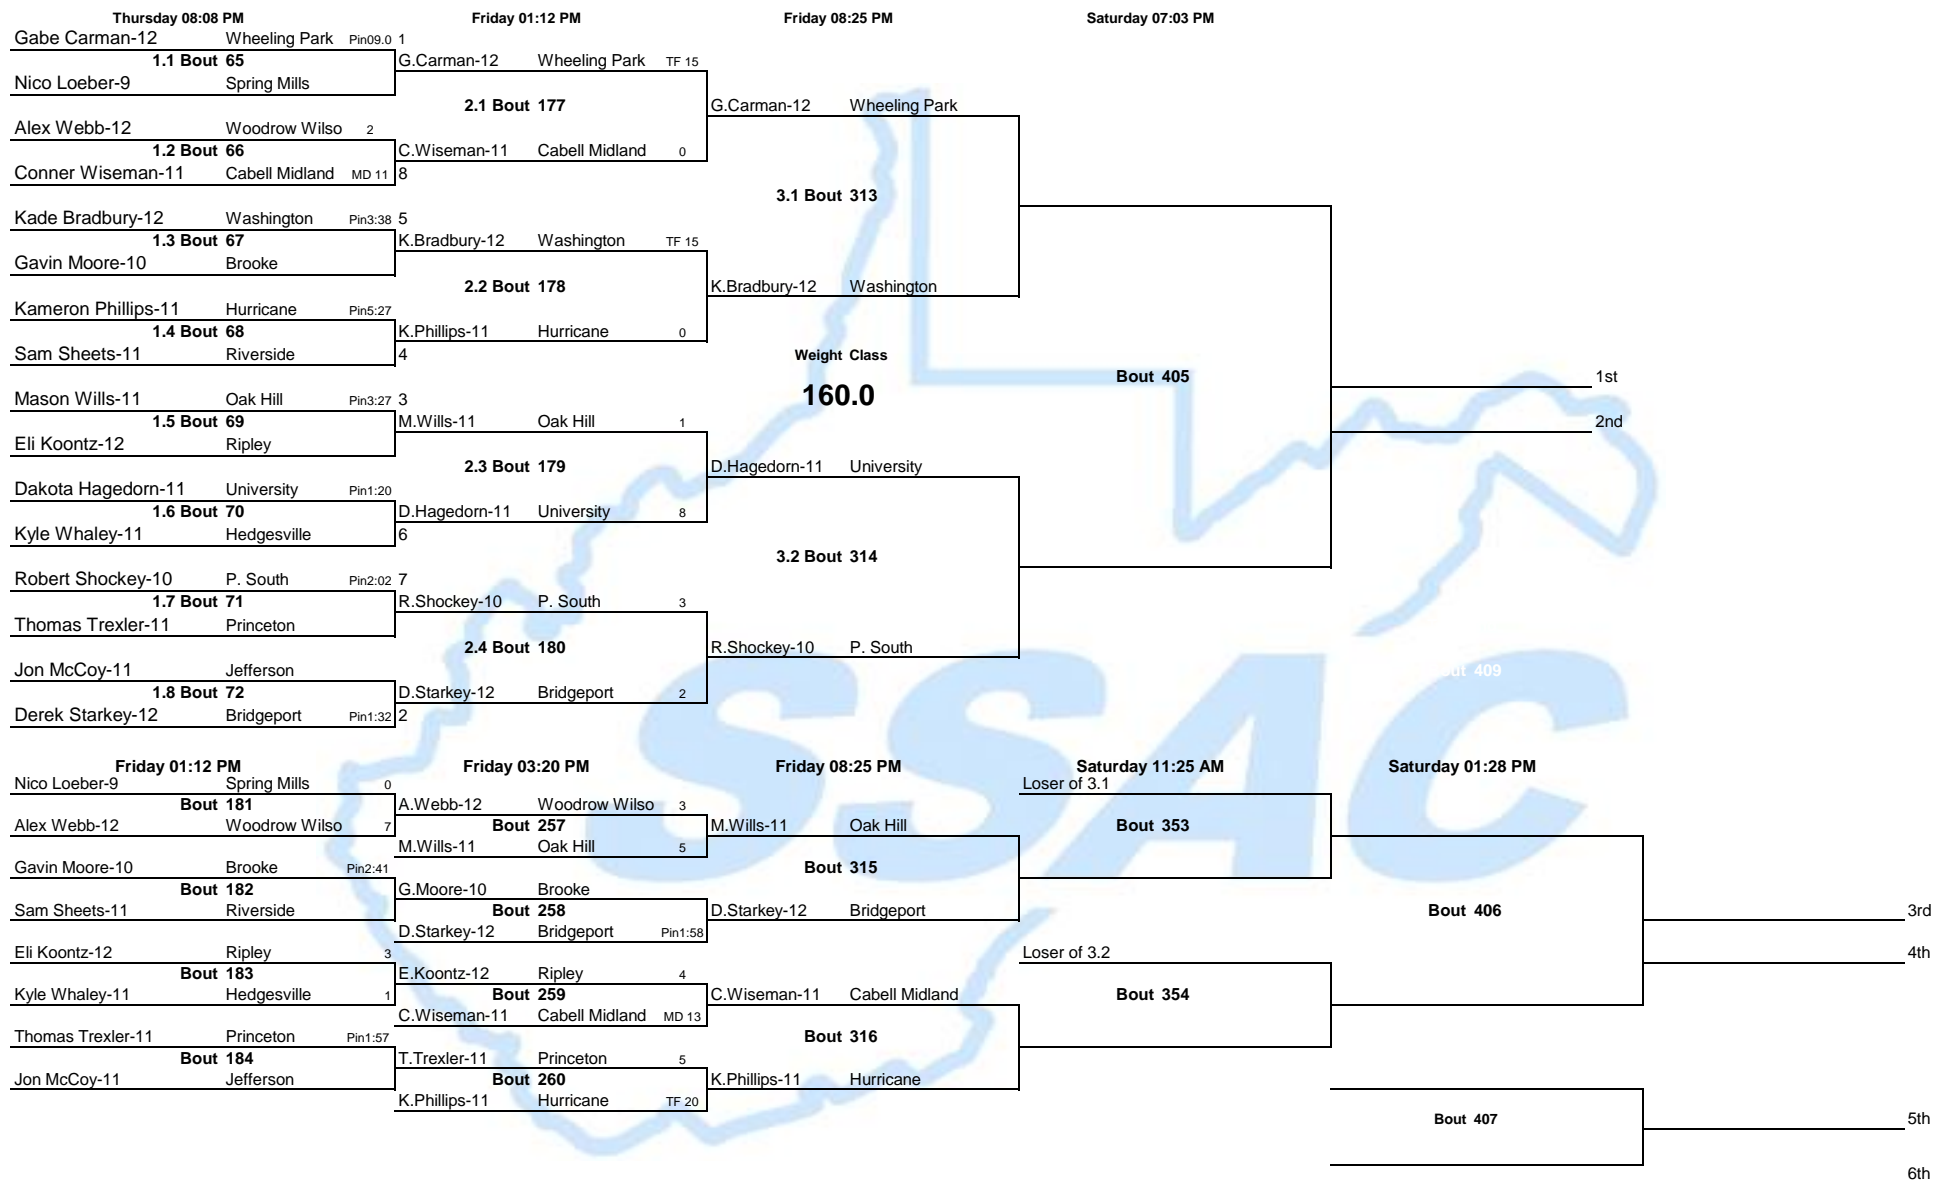 Thursday 08:08 PM Friday 01:12 PM Friday 08:25 PM Saturday 07:03 PM
Gabe Carman-12 Wheeling Park Pin09.0 1
1.1 Bout 65 G.Carman-12 Wheeling Park TF 15
Nico Loeber-9 Spring Mills
2.1 Bout 177 G.Carman-12 Wheeling Park
Alex Webb-12 Woodrow Wilso 2
1.2 Bout 66 C.Wiseman-11 Cabell Midland 0
Conner Wiseman-11 Cabell Midland MD 11 8
3.1 Bout 313
Kade Bradbury-12 Washington Pin3:38 5
1.3 Bout 67 K.Bradbury-12 Washington TF 15
Gavin Moore-10 Brooke
2.2 Bout 178 K.Bradbury-12 Washington
Kameron Phillips-11 Hurricane Pin5:27
1.4 Bout 68 K.Phillips-11 Hurricane 0
Sam Sheets-11 Riverside 4
Weight Class
160.0
Bout 405 1st
Mason Wills-11 Oak Hill Pin3:27 3
1.5 Bout 69 M.Wills-11 Oak Hill 1
2nd
Eli Koontz-12 Ripley
2.3 Bout 179 D.Hagedorn-11 University
Dakota Hagedorn-11 University Pin1:20
1.6 Bout 70 D.Hagedorn-11 University 8
Kyle Whaley-11 Hedgesville 6
3.2 Bout 314
Robert Shockey-10 P. South Pin2:02 7
1.7 Bout 71 R.Shockey-10 P. South 3
Thomas Trexler-11 Princeton
2.4 Bout 180 R.Shockey-10 P. South
Jon McCoy-11 Jefferson
409
1.8 Bout 72 D.Starkey-12 Bridgeport 2
Derek Starkey-12 Bridgeport Pin1:32 2
SSAC
Friday 01:12 PM Friday 03:20 PM Friday 08:25 PM Saturday 11:25 AM Saturday 01:28 PM
Nico Loeber-9 Spring Mills 0 Loser of 3.1
Bout 181 A.Webb-12 Woodrow Wilso 3
Alex Webb-12 Woodrow Wilso 7 Bout 257 M.Wills-11 Oak Hill Bout 353
M.Wills-11 Oak Hill 5
Gavin Moore-10 Brooke Pin2:41 Bout 315
Bout 182 G.Moore-10 Brooke
Sam Sheets-11 Riverside Bout 258 D.Starkey-12 Bridgeport Bout 406 3rd
D.Starkey-12 Bridgeport Pin1:58
Eli Koontz-12 Ripley 3 Loser of 3.2 4th
Bout 183 E.Koontz-12 Ripley 4
Kyle Whaley-11 Hedgesville 1 Bout 259 C.Wiseman-11 Cabell Midland Bout 354
C.Wiseman-11 Cabell Midland MD 13
Thomas Trexler-11 Princeton Pin1:57 Bout 316
Bout 184 T.Trexler-11 Princeton 5
Jon McCoy-11 Jefferson Bout 260 K.Phillips-11 Hurricane
K.Phillips-11 Hurricane TF 20
Bout 407 5th
6th